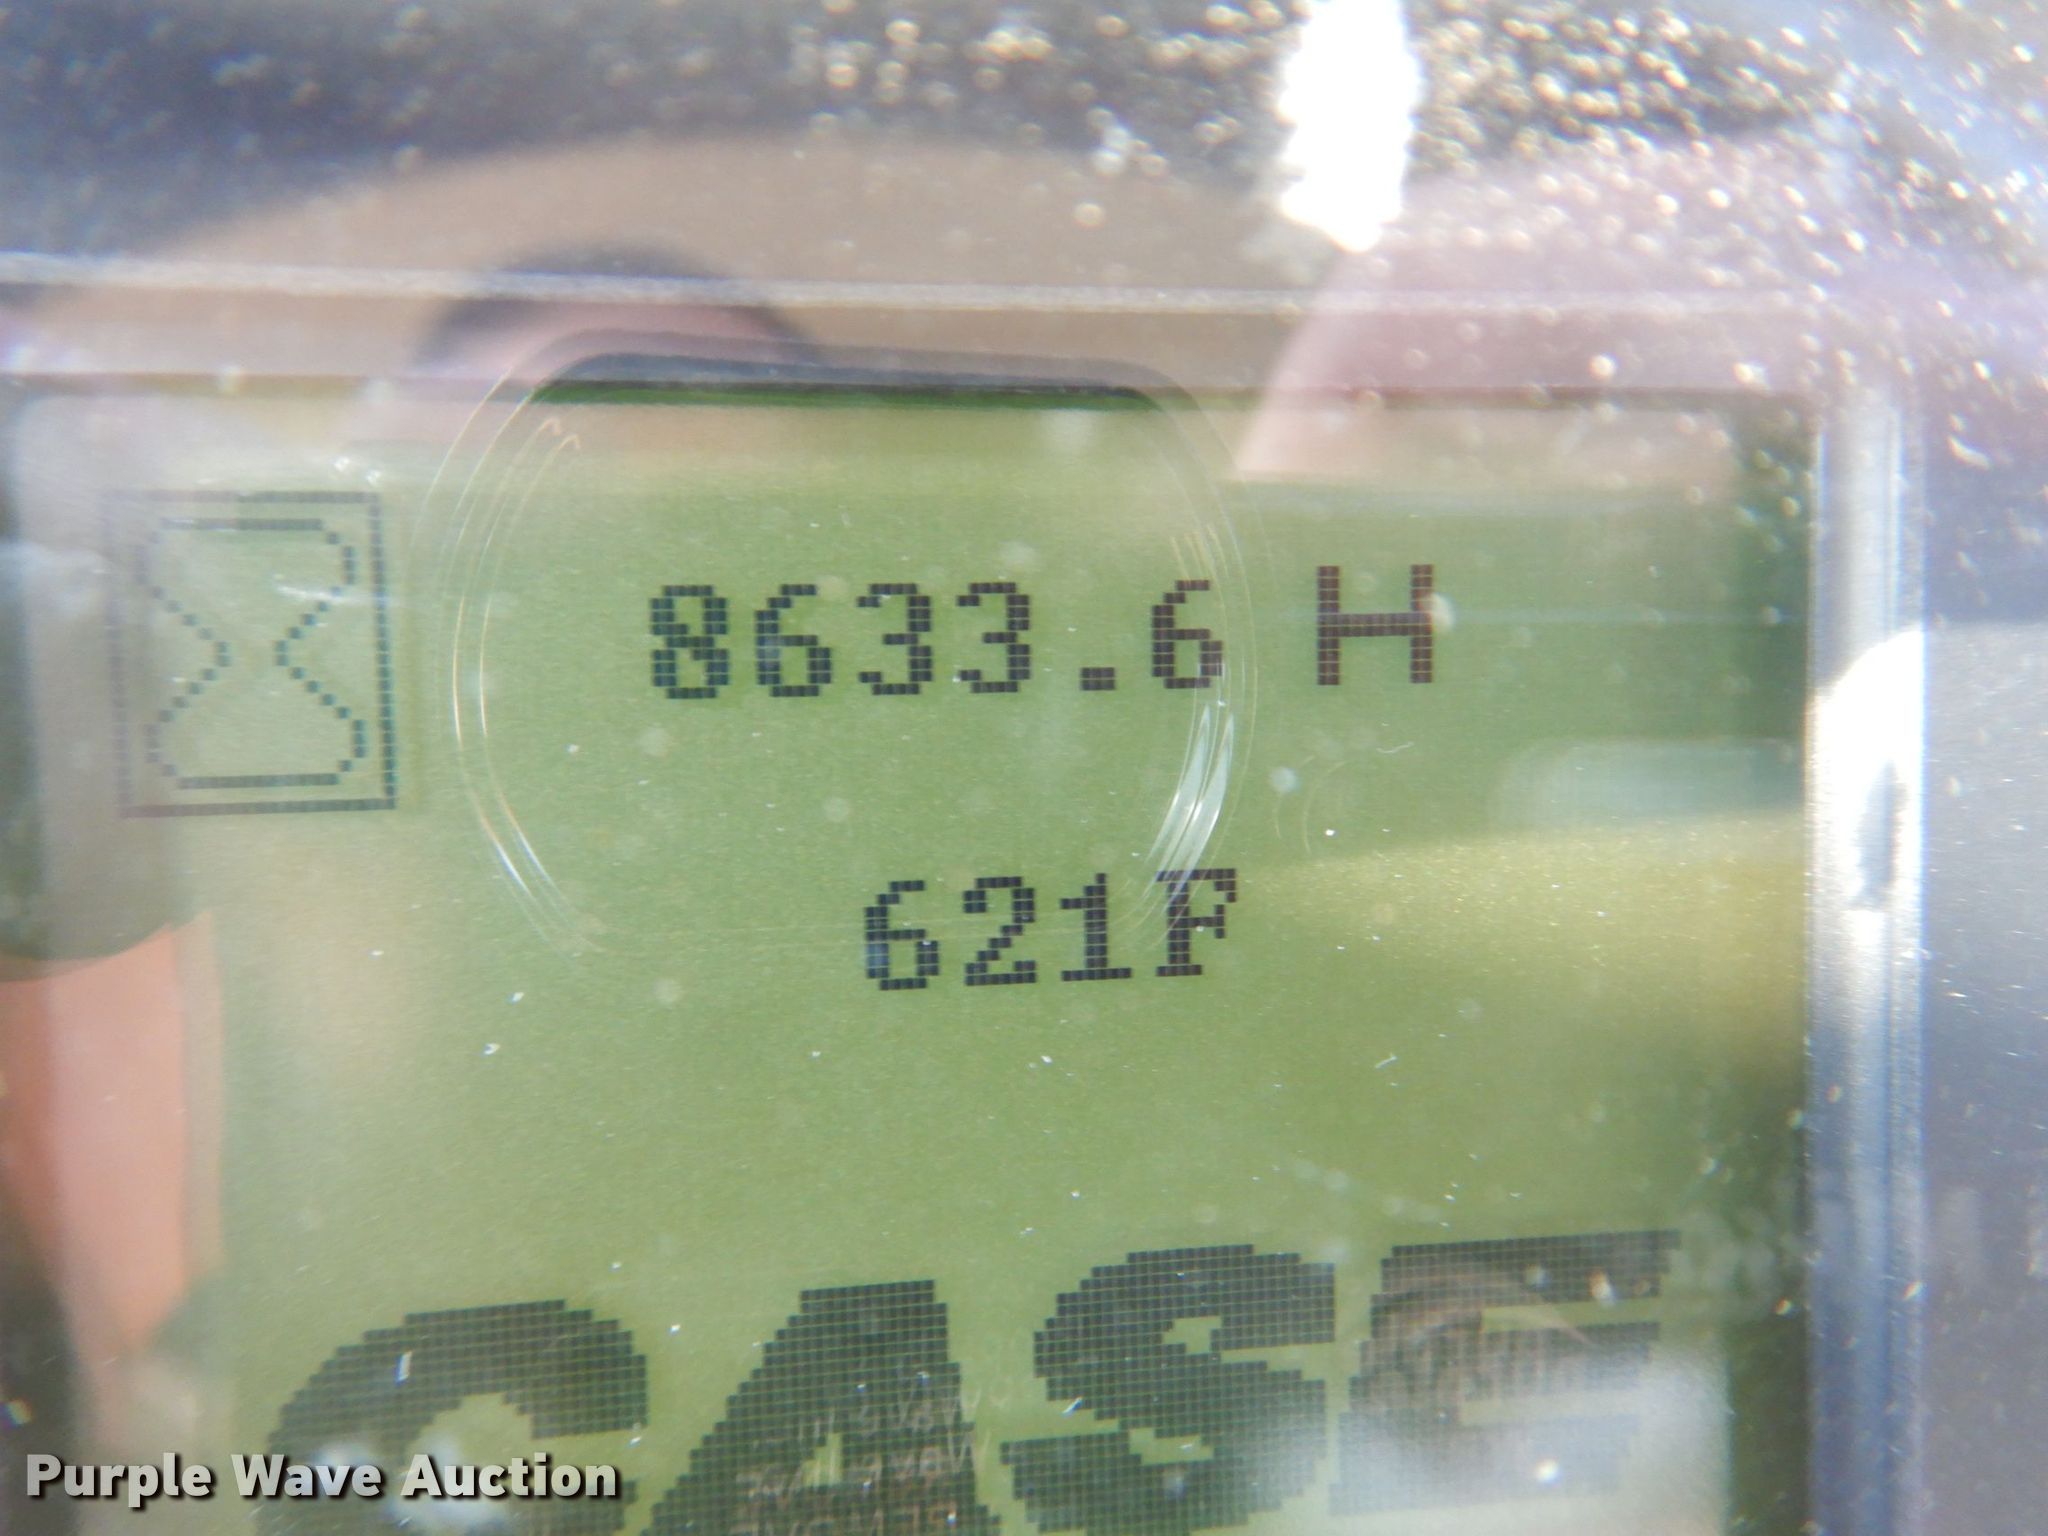 8633.6 H
621F
CASE
Purple Wave Auction